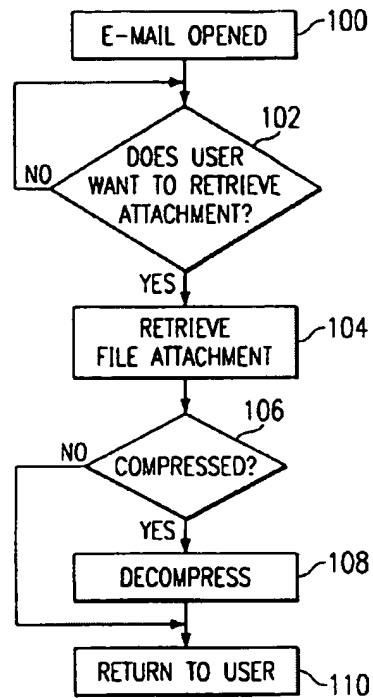 E-MAIL OPENED
100
102
DOES USER
WANT TO RETRIEVE
ATTACHMENT?
NO
YES
RETRIEVE
FILE ATTACHMENT
104
106
NO
COMPRESSED?
YES
DECOMPRESS
108
RETURN TO USER
110